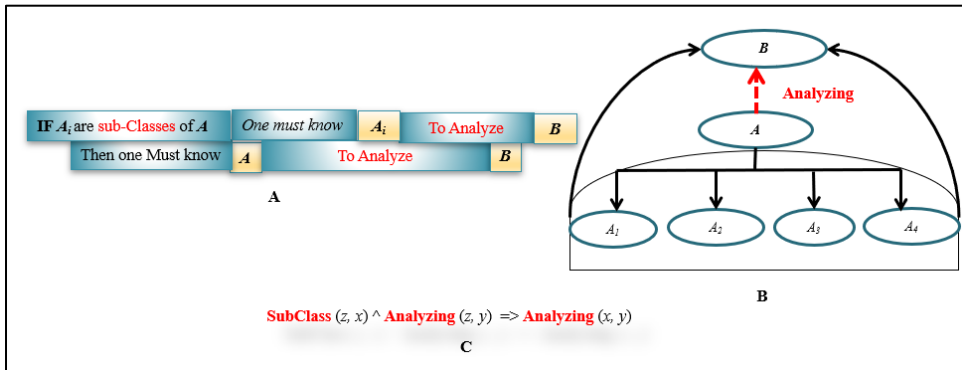 IF Ai are sub-Classes of A One must know Ai To Analyze B
Then one Must know A To Analyze B
A
B
Analyzing
A
A1 A2 A3 A4
B
SubClass (z, x) ^ Analyzing (z, y) => Analyzing (x, y)
C